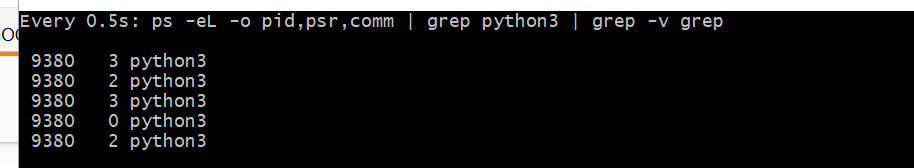 Every 0.5s: ps -eL -o pid,psr,comm | grep python3 | grep -v grep
9380 3 python3
9380 2 python3
9380 3 python3
9380 0 python3
9380 2 python3